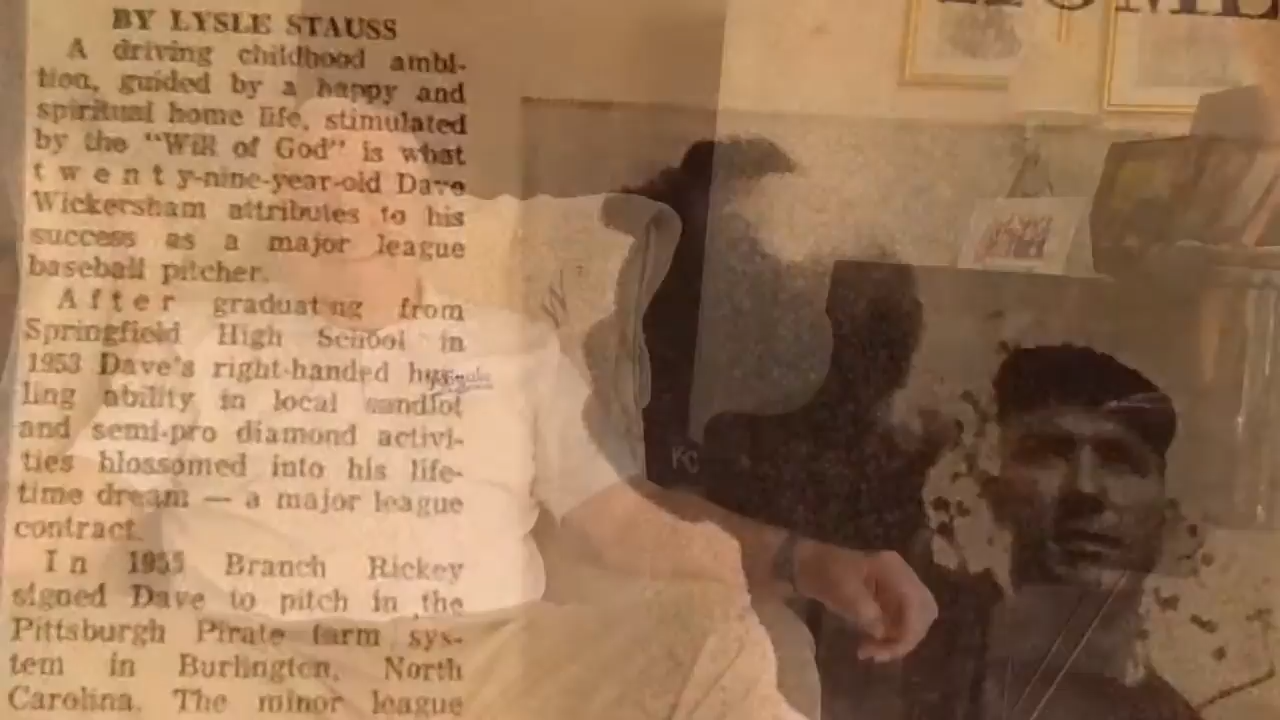 BY LYSLE STAUSS
A driving childhood ambi-
tion, guided by a happy and
spiritual home life, stimulated
by the "Will of God" is what
twenty-nine-year-old Dave
Wickersham attributes to his
success as a major league
baseball pitcher.
After graduating from
Springfield High School in
1953 Dave's right-handed hur-
ling ability in local sandlot
and semi-pro diamond activi-
ties blossomed into his life-
time dream — a major league
contract.
In 1955 Branch Rickey
signed Dave to pitch in the
Pittsburgh Pirate farm sys-
tem in Burlington, North
Carolina. The minor league
W
KC